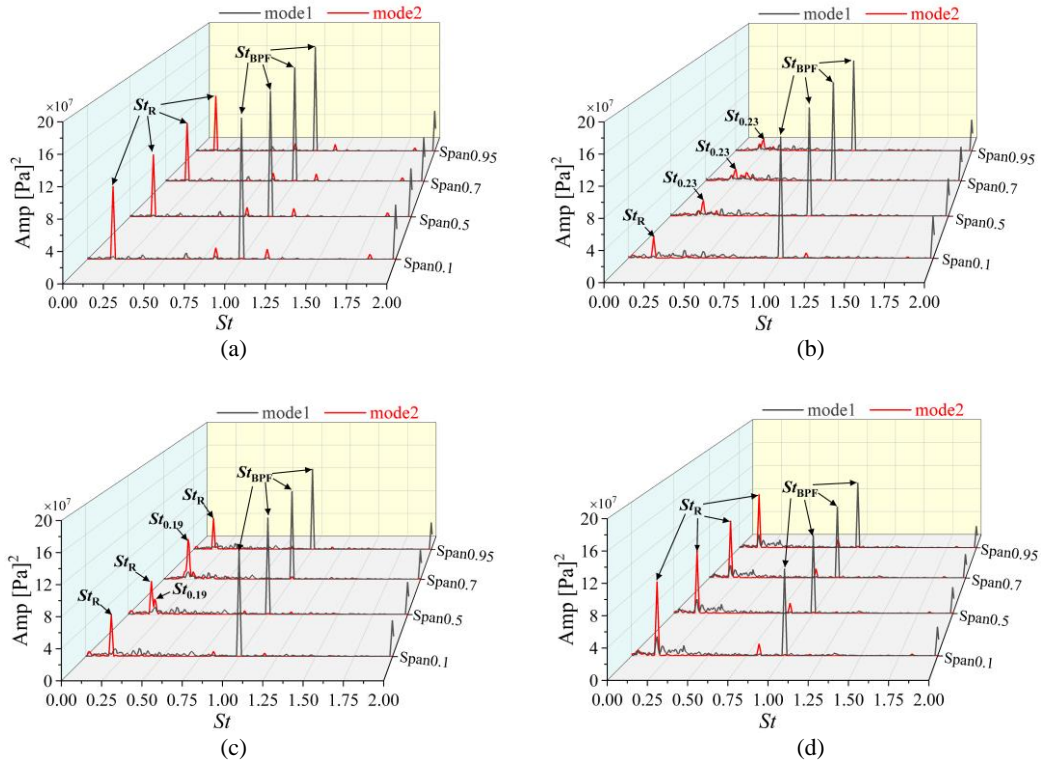 mode1 mode2
St_BPF
St_R
×10^7
20
16
12
8
4
0
Amp [Pa]^2
Span0.95
Span0.7
Span0.5
Span0.1
0.00 0.25 0.50 0.75 1.00 1.25 1.50 1.75 2.00
St
(a)
mode1 mode2
St_BPF
St_0.23
St_0.23
St_0.23
St_R
×10^7
20
16
12
8
4
0
Amp [Pa]^2
Span0.95
Span0.7
Span0.5
Span0.1
0.00 0.25 0.50 0.75 1.00 1.25 1.50 1.75 2.00
St
(b)
mode1 mode2
St_BPF
St_R
St_0.19
St_R
St_0.19
St_R
×10^7
20
16
12
8
4
0
Amp [Pa]^2
Span0.95
Span0.7
Span0.5
Span0.1
0.00 0.25 0.50 0.75 1.00 1.25 1.50 1.75 2.00
St
(c)
mode1 mode2
St_BPF
St_R
×10^7
20
16
12
8
4
0
Amp [Pa]^2
Span0.95
Span0.7
Span0.5
Span0.1
0.00 0.25 0.50 0.75 1.00 1.25 1.50 1.75 2.00
St
(d)